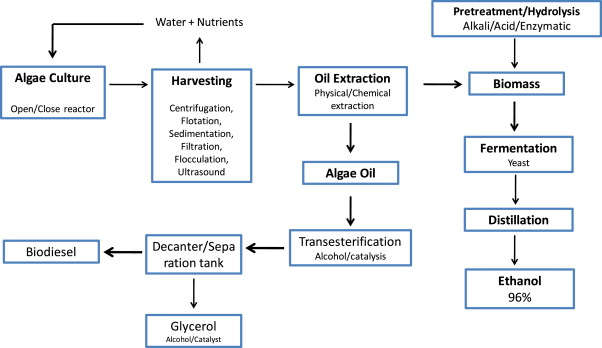 Water + Nutrients
Pretreatment/Hydrolysis
Alkali/Acid/Enzymatic
Algae Culture
Open/Close reactor
Harvesting
Centrifugation,
Flotation,
Sedimentation,
Filtration,
Flocculation,
Ultrasound
Oil Extraction
Physical/Chemical
extraction
Biomass
Algae Oil
Fermentation
Yeast
Distillation
Ethanol
96%
Transesterification
Alcohol/catalysis
Decanter/Sepa
ration tank
Biodiesel
Glycerol
Alcohol/Catalyst